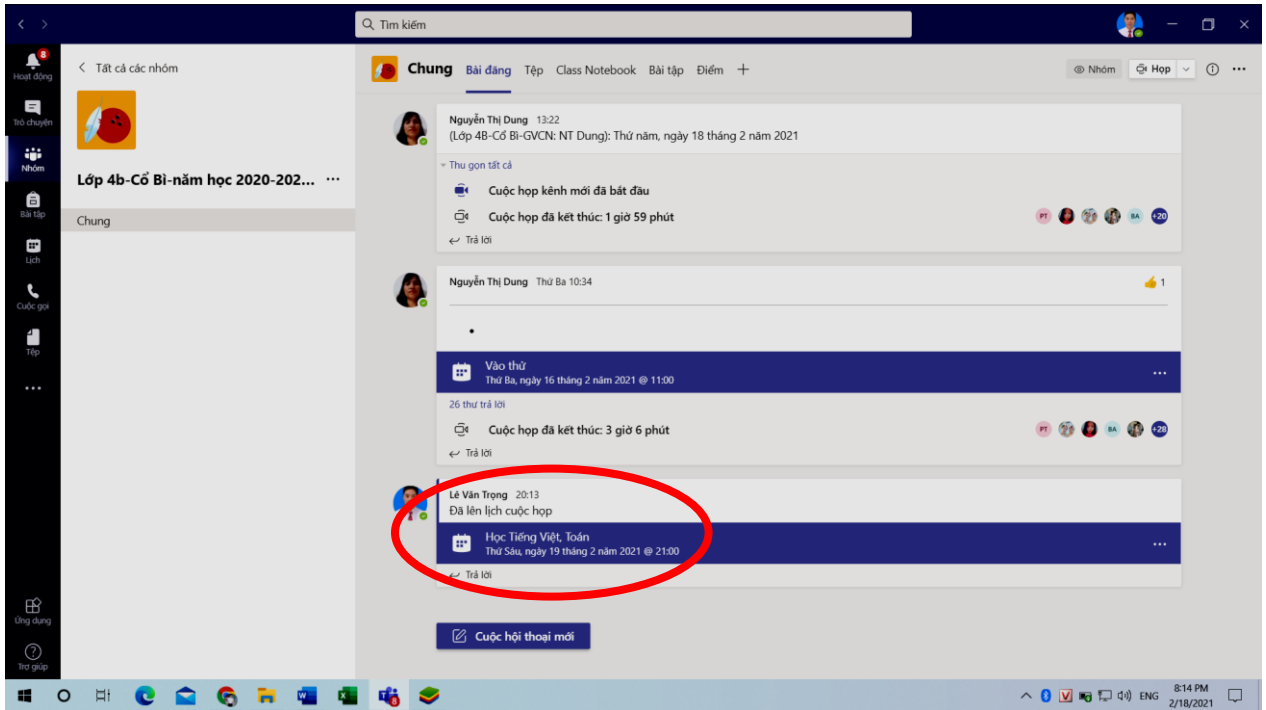 Tìm kiếm
8
Hoạt động
Trò chuyện
Nhóm
Bài tập
Lịch
Cuộc gọi
Tệp
Ứng dụng
Trợ giúp
Tất cả các nhóm
Lớp 4b-Cổ Bì-năm học 2020-202...
Chung
Chung Bài đăng Tệp Class Notebook Bài tập Điểm
Nhóm Họp
Nguyễn Thị Dung 13:22
(Lớp 4B-Cổ Bì-GVCN: NT Dung): Thứ năm, ngày 18 tháng 2 năm 2021
Thu gọn tất cả
Cuộc họp kênh mới đã bắt đầu
Cuộc họp đã kết thúc: 1 giờ 59 phút
PT BA +20
Trả lời
Nguyễn Thị Dung Thứ Ba 10:34
1
Vào thử
Thứ Ba, ngày 16 tháng 2 năm 2021 @ 11:00
26 thư trả lời
Cuộc họp đã kết thúc: 3 giờ 6 phút
PT BA +28
Trả lời
Lê Văn Trọng 20:13
Đã lên lịch cuộc họp
Học Tiếng Việt, Toán
Thứ Sáu, ngày 19 tháng 2 năm 2021 @ 21:00
Trả lời
Cuộc hội thoại mới
ENG
8:14 PM
2/18/2021